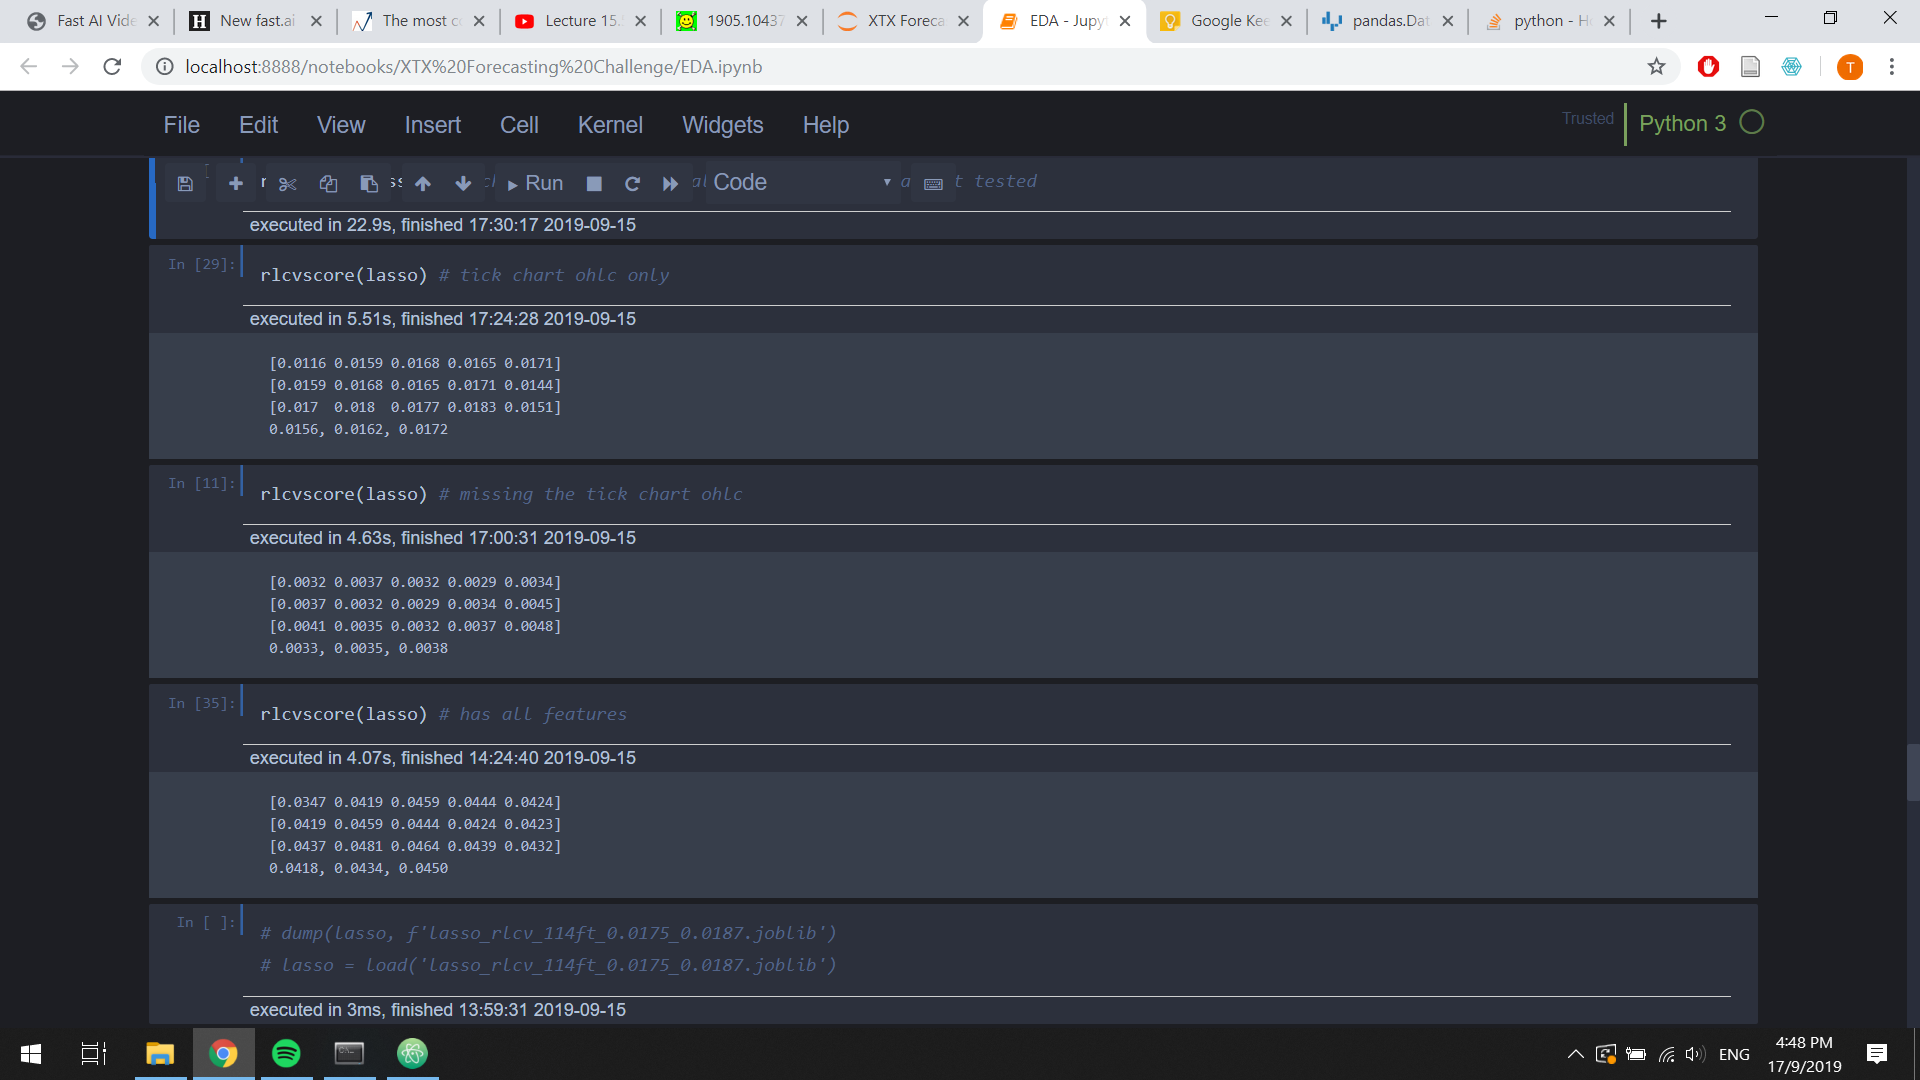 Fast AI Vide
New fast.ai
The most co
Lecture 15.
1905.10437
XTX Foreca
EDA - Jupyt
Google Kee
pandas.Dat
python - H
localhost:8888/notebooks/XTX%20Forecasting%20Challenge/EDA.ipynb
T
File Edit View Insert Cell Kernel Widgets Help
Trusted
Python 3
Run
Code
t tested
executed in 22.9s, finished 17:30:17 2019-09-15
In [29]:
rlcvscore(lasso) # tick chart ohlc only
executed in 5.51s, finished 17:24:28 2019-09-15
[0.0116 0.0159 0.0168 0.0165 0.0171]
[0.0159 0.0168 0.0165 0.0171 0.0144]
[0.017 0.018 0.0177 0.0183 0.0151]
0.0156, 0.0162, 0.0172
In [11]:
rlcvscore(lasso) # missing the tick chart ohlc
executed in 4.63s, finished 17:00:31 2019-09-15
[0.0032 0.0037 0.0032 0.0029 0.0034]
[0.0037 0.0032 0.0029 0.0034 0.0045]
[0.0041 0.0035 0.0032 0.0037 0.0048]
0.0033, 0.0035, 0.0038
In [35]:
rlcvscore(lasso) # has all features
executed in 4.07s, finished 14:24:40 2019-09-15
[0.0347 0.0419 0.0459 0.0444 0.0424]
[0.0419 0.0459 0.0444 0.0424 0.0423]
[0.0437 0.0481 0.0464 0.0439 0.0432]
0.0418, 0.0434, 0.0450
In [ ]:
# dump(lasso, f'lasso_rlcv_114ft_0.0175_0.0187.joblib')
# lasso = load('lasso_rlcv_114ft_0.0175_0.0187.joblib')
executed in 3ms, finished 13:59:31 2019-09-15
ENG
4:48 PM
17/9/2019